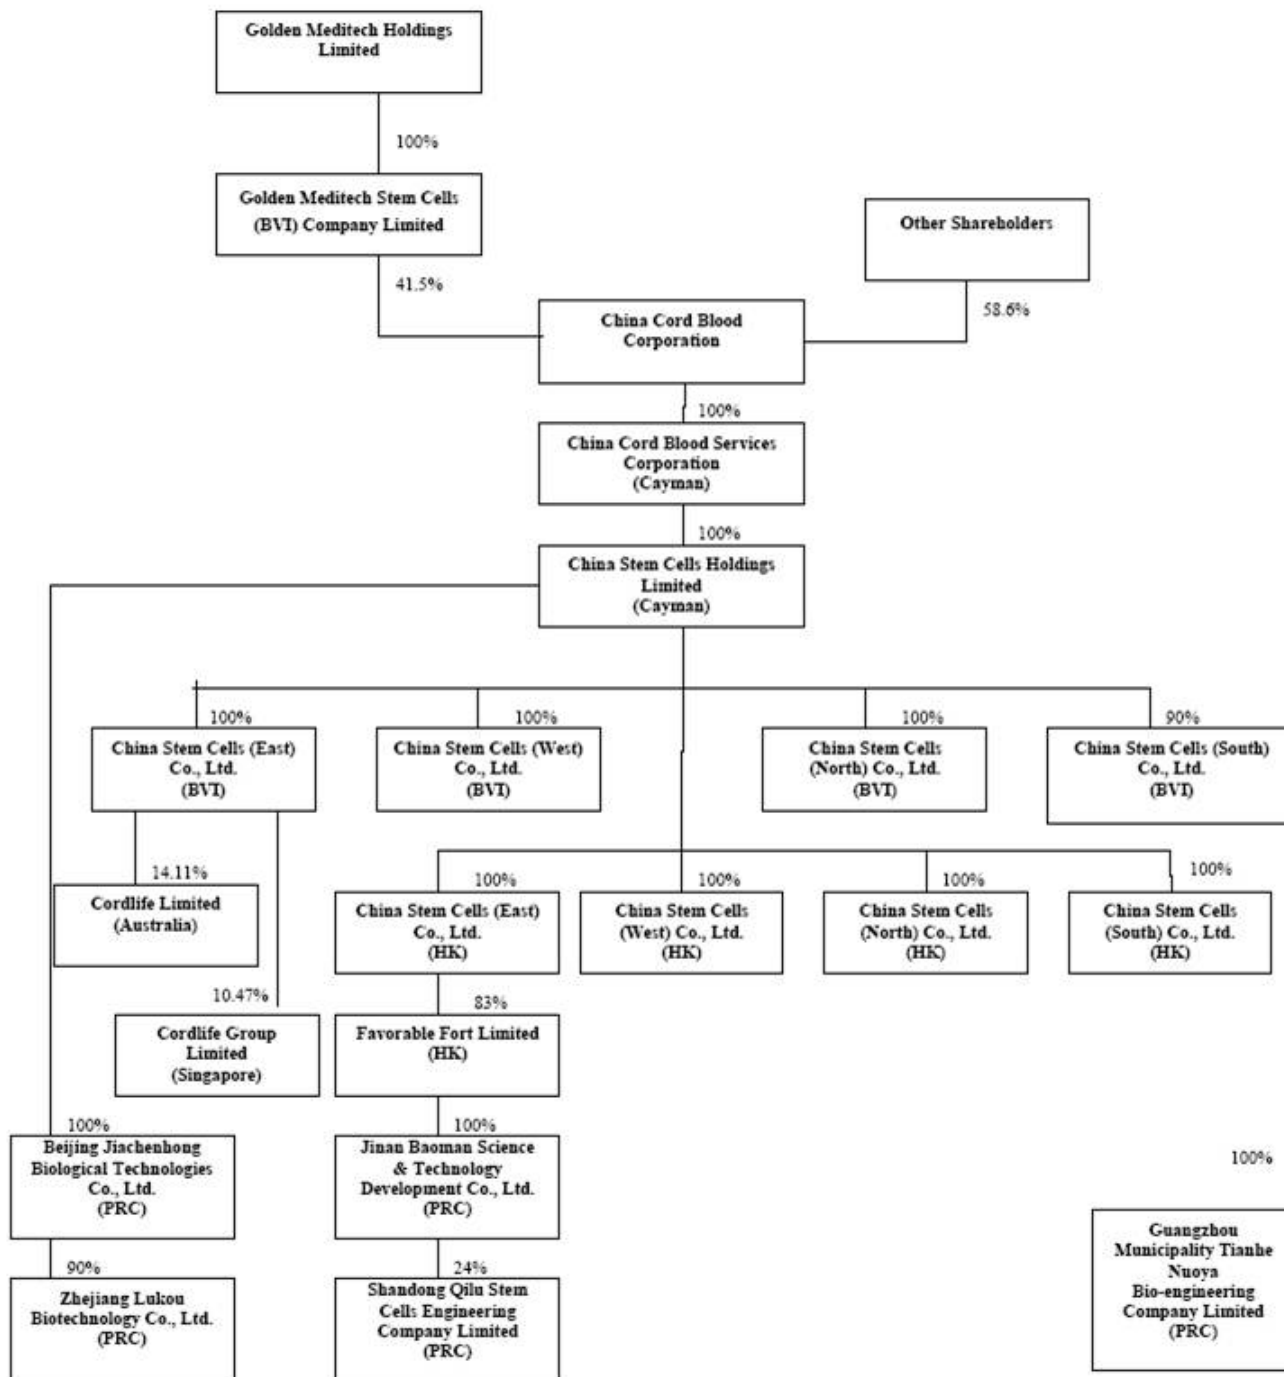 Golden Meditech Holdings
Limited
100%
Golden Meditech Stem Cells
(BVI) Company Limited
Other Shareholders
41.5%
58.6%
China Cord Blood
Corporation
100%
China Cord Blood Services
Corporation
(Cayman)
100%
China Stem Cells Holdings
Limited
(Cayman)
100%
China Stem Cells (East)
Co., Ltd.
(BVI)
100%
China Stem Cells (West)
Co., Ltd.
(BVI)
100%
China Stem Cells
(North) Co., Ltd.
(BVI)
90%
China Stem Cells (South)
Co., Ltd.
(BVI)
14.11%
Cordlife Limited
(Australia)
100%
China Stem Cells (East)
Co., Ltd.
(HK)
100%
China Stem Cells
(West) Co., Ltd.
(HK)
100%
China Stem Cells
(North) Co., Ltd.
(HK)
100%
China Stem Cells
(South) Co., Ltd.
(HK)
10.47%
Cordlife Group
Limited
(Singapore)
83%
Favorable Fort Limited
(HK)
100%
Beijing Jiachenhong
Biological Technologies
Co., Ltd.
(PRC)
100%
Jinan Baoman Science
& Technology
Development Co., Ltd.
(PRC)
100%
Guangzhou
Municipality Tianhe
Nuoya
Bio-engineering
Company Limited
(PRC)
90%
Zhejiang Lukou
Biotechnology Co., Ltd.
(PRC)
24%
Shandong Qilu Stem
Cells Engineering
Company Limited
(PRC)